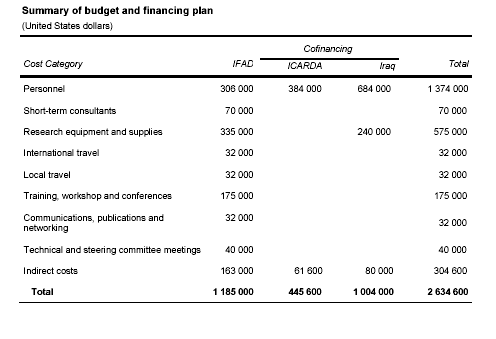 Summary of budget and financing plan
(United States dollars)
Cofinancing
Cost Category IFAD ICARDA Iraq Total
Personnel 306 000 384 000 684 000 1 374 000
Short-term consultants 70 000 70 000
Research equipment and supplies 335 000 240 000 575 000
International travel 32 000 32 000
Local travel 32 000 32 000
Training, workshop and conferences 175 000 175 000
Communications, publications and 32 000
networking 32 000
Technical and steering committee meetings 40 000 40 000
Indirect costs 163 000 61 600 80 000 304 600
Total 1 185 000 445 600 1 004 000 2 634 600